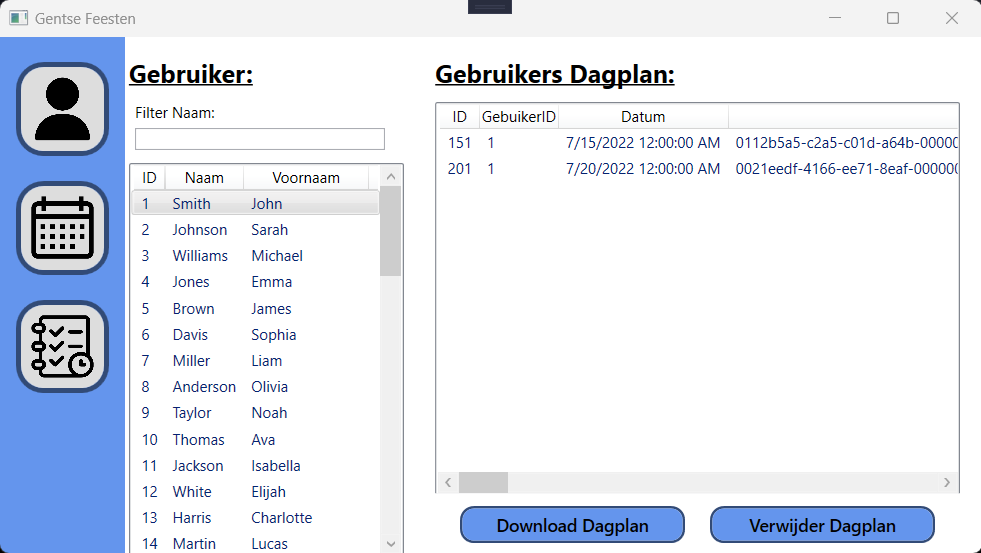 Gentse Feesten
Gebruiker:
Filter Naam:
ID Naam Voornaam
1 Smith John
2 Johnson Sarah
3 Williams Michael
4 Jones Emma
5 Brown James
6 Davis Sophia
7 Miller Liam
8 Anderson Olivia
9 Taylor Noah
10 Thomas Ava
11 Jackson Isabella
12 White Elijah
13 Harris Charlotte
14 Martin Lucas
Gebruikers Dagplan:
ID GebuikerID Datum
151 1 7/15/2022 12:00:00 AM 0112b5a5-c2a5-c01d-a64b-00000
201 1 7/20/2022 12:00:00 AM 0021eedf-4166-ee71-8eaf-000000
Download Dagplan
Verwijder Dagplan